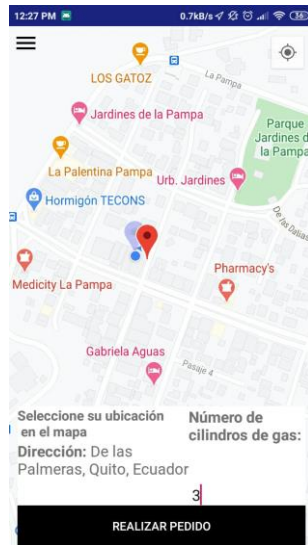 12:27 PM
0.7kB/s
36
LOS GATOZ
La Pampa
Jardines de la Pampa
Parque
Jardines d
la Pampa
La Palentina Pampa
Urb. Jardines
Hormigón TECONS
De las Dalias
Pharmacy's
Medicity La Pampa
Gabriela Aguas
Pasaje 4
Seleccione su ubicación
en el mapa
Número de
cilindros de gas:
Dirección: De las
Palmeras, Quito, Ecuador
3
REALIZAR PEDIDO